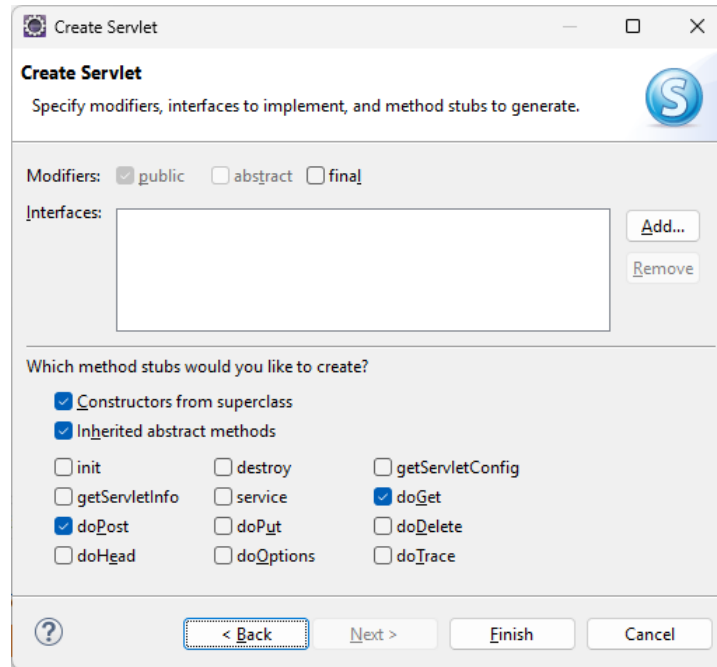 Create Servlet
Create Servlet
Specify modifiers, interfaces to implement, and method stubs to generate.
S
Modifiers: public abstract final
Interfaces:
Add...
Remove
Which method stubs would you like to create?
Constructors from superclass
Inherited abstract methods
init destroy getServletConfig
getServletInfo service doGet
doPost doPut doDelete
doHead doOptions doTrace
? < Back Next > Finish Cancel